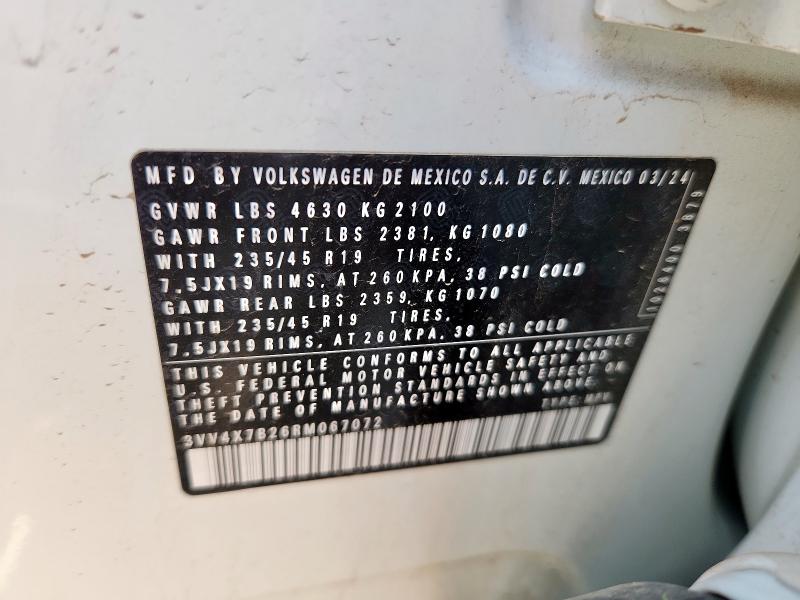 MFD BY VOLKSWAGEN DE MEXICO S.A. DE C.V. MEXICO 03/24
GVWR LBS 4630 KG 2100
GAWR FRONT LBS 2381, KG 1080
WITH 235/45 R19 TIRES,
7.5JX19 RIMS, AT 260 KPA, 38 PSI COLD
GAWR REAR LBS 2359, KG 1070
WITH 235/45 R19 TIRES,
7.5JX19 RIMS, AT 260 KPA, 38 PSI COLD
THIS VEHICLE CONFORMS TO ALL APPLICABLE
U.S. FEDERAL MOTOR VEHICLE SAFETY AND
THEFT PREVENTION STANDARDS IN EFFECT ON
THE DATE OF MANUFACTURE SHOWN ABOVE.
TYPE: MPV
3VV4X7B26RM067072